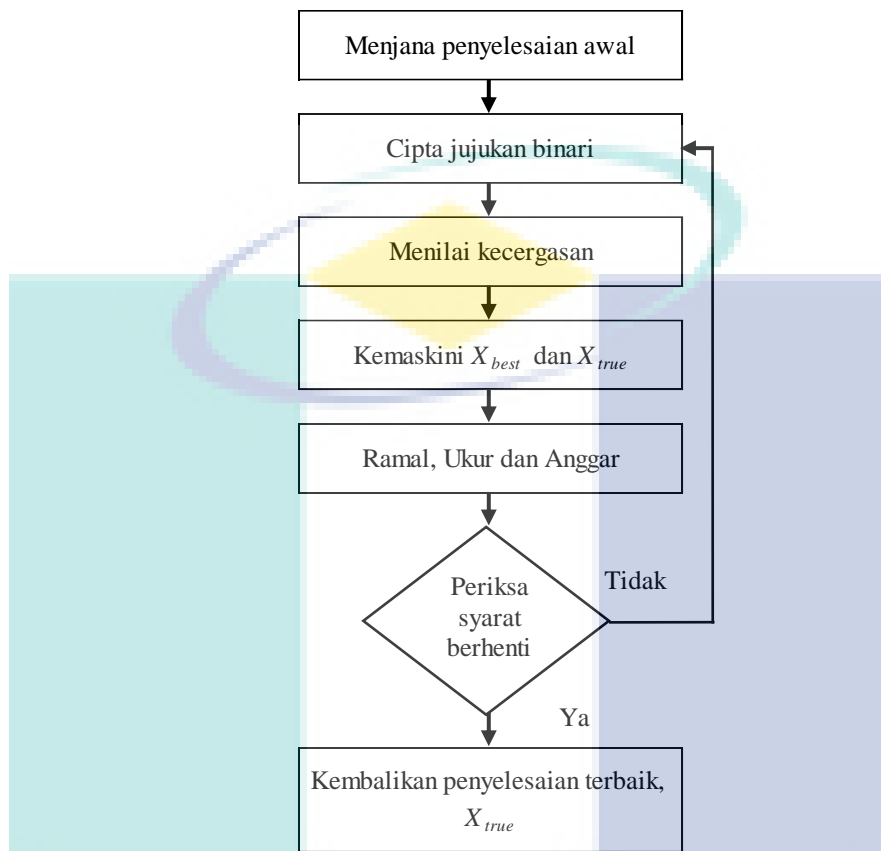 Menjana penyelesaian awal
Cipta jujukan binari
Menilai kecergasan
Kemaskini X_best dan X_true
Ramal, Ukur dan Anggar
Periksa
syarat
berhenti
Tidak
Ya
Kembalikan penyelesaian terbaik,
X_true